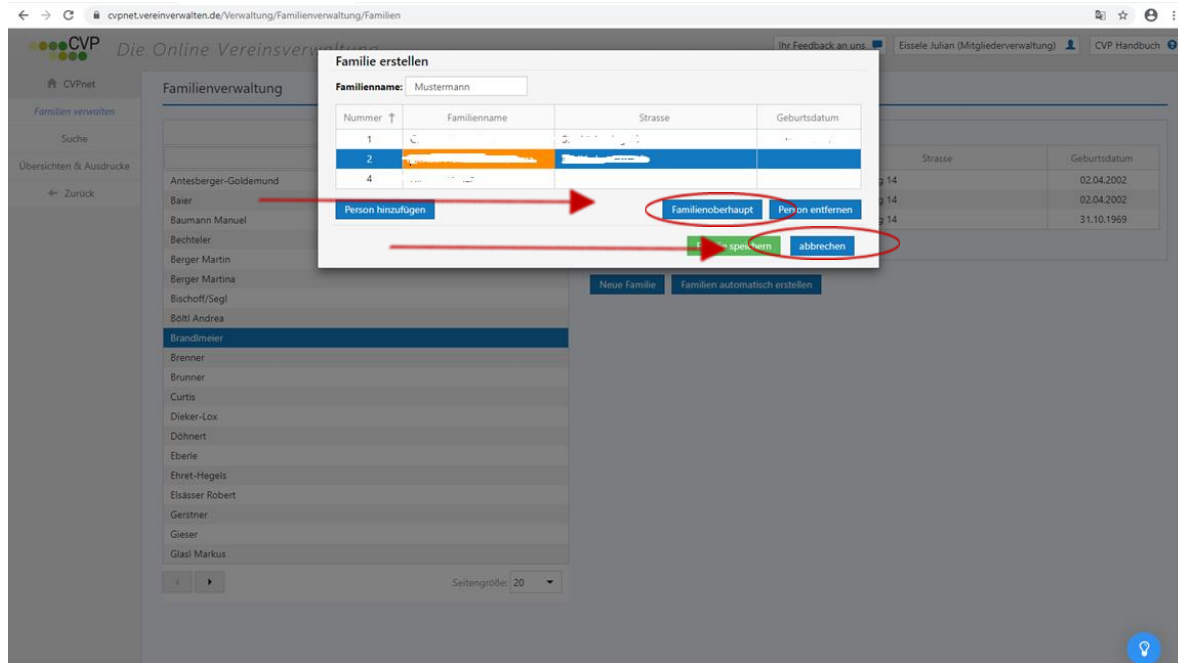 cvpnet.vereinverwalten.de/Verwaltung/Familienverwaltung/Familien
CVP Die Online Vereinsverwaltung
Ihr Feedback an uns
Eissele Julian (Mitgliederverwaltung)
CVP Handbuch
CVPnet
Familien verwalten
Suche
Übersichten & Ausdrucke
Zurück
Familienverwaltung
Familie erstellen
Familienname: Mustermann
Nummer Familienname Strasse Geburtsdatum
1
2
4
Person hinzufügen Familienoberhaupt Person entfernen
speichern abbrechen
Antesberger-Goldemund
Baier
Baumann Manuel
Bechteler
Berger Martin
Berger Martina
Bischoff/Segl
Böltl Andrea
Brandlmeier
Brenner
Brunner
Curtis
Dieker-Lox
Döhnert
Eberle
Ehret-Hegels
Elsässer Robert
Gerstner
Gieser
Glasl Markus
Seitengröße: 20
Strasse Geburtsdatum
14 02.04.2002
14 02.04.2002
14 31.10.1969
Neue Familie Familien automatisch erstellen